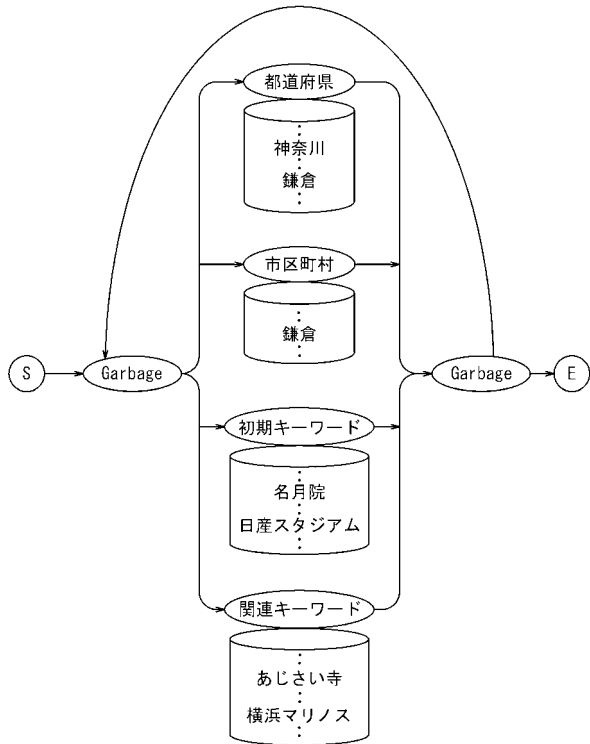 都道府県
神奈川
鎌倉
市区町村
鎌倉
S
Garbage
Garbage
E
初期キーワード
名月院
日産スタジアム
関連キーワード
あじさい寺
横浜マリノス